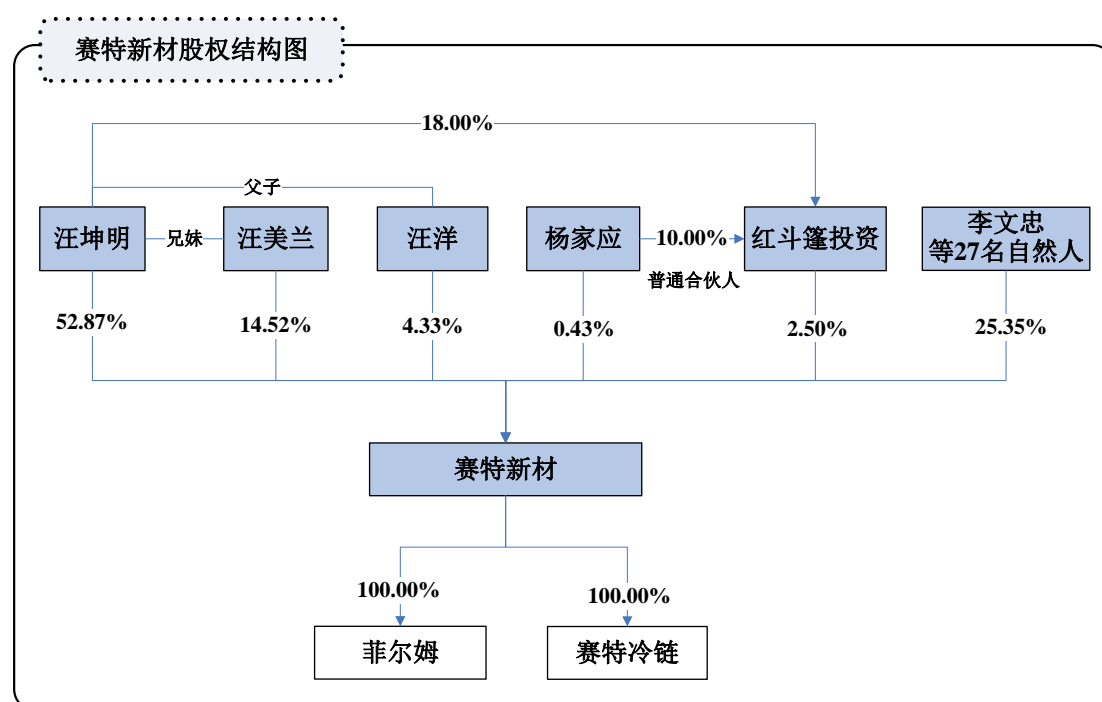 赛特新材股权结构图
18.00%
父子
汪坤明
兄妹
汪美兰
汪洋
杨家应
10.00%
普通合伙人
红斗篷投资
李文忠
等27名自然人
52.87%
14.52%
4.33%
0.43%
2.50%
25.35%
赛特新材
100.00%
100.00%
菲尔姆
赛特冷链